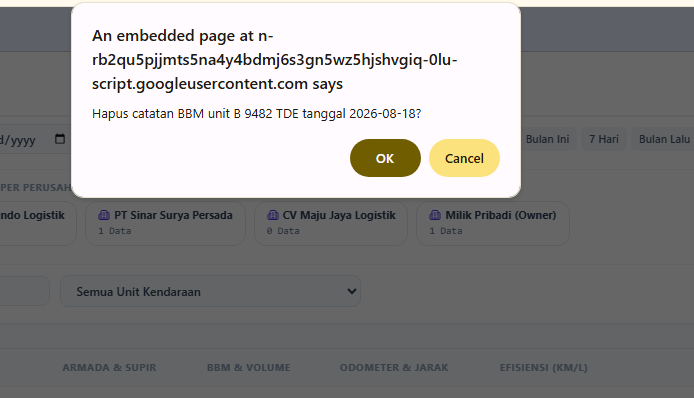 An embedded page at n-
rb2qu5pjjmts5na4y4bdmj6s3gn5wz5hjshvgiq-0lu-
script.googleusercontent.com says
Hapus catatan BBM unit B 9482 TDE tanggal 2026-08-18?
OK
Cancel
d/yyyy
Bulan Ini
7 Hari
Bulan Lalu
PER PERUSAH
ndo Logistik
PT Sinar Surya Persada
1 Data
CV Maju Jaya Logistik
0 Data
Milik Pribadi (Owner)
1 Data
Semua Unit Kendaraan
ARMADA & SUPIR
BBM & VOLUME
ODOMETER & JARAK
EFISIENSI (KM/L)